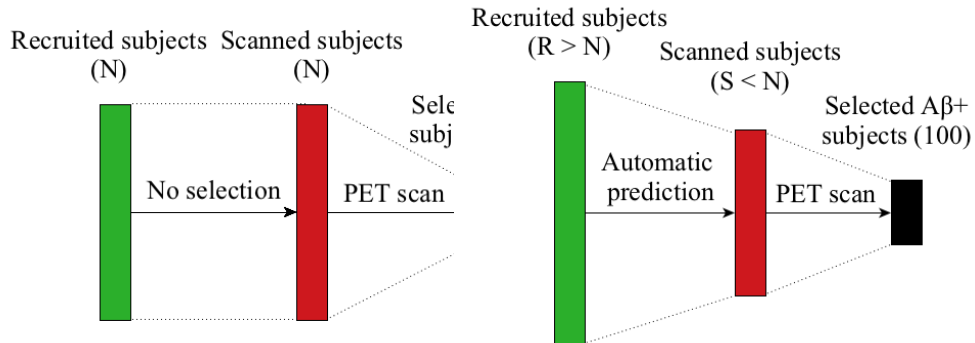 Recruited subjects
(N)
Scanned subjects
(N)
No selection
PET scan
Recruited subjects
(R > N)
Scanned subjects
(S < N)
Selected Aβ+
subjects (100)
Automatic
prediction
PET scan